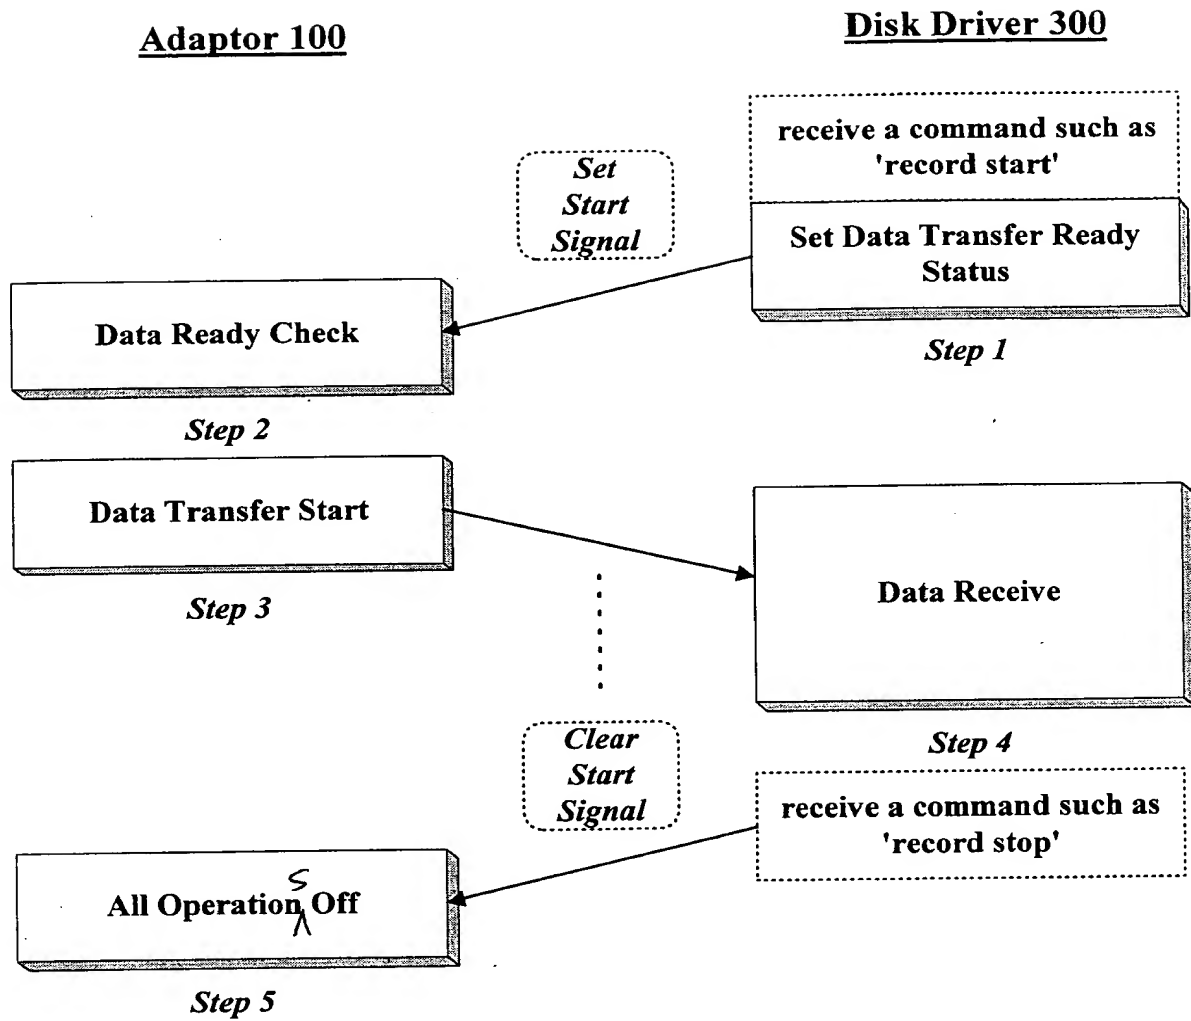 Adaptor 100
Disk Driver 300
receive a command such as
'record start'
Set
Start
Signal
Set Data Transfer Ready
Status
Step 1
Data Ready Check
Step 2
Data Transfer Start
Step 3
Data Receive
Step 4
Clear
Start
Signal
receive a command such as
'record stop'
All Operations Off
Step 5